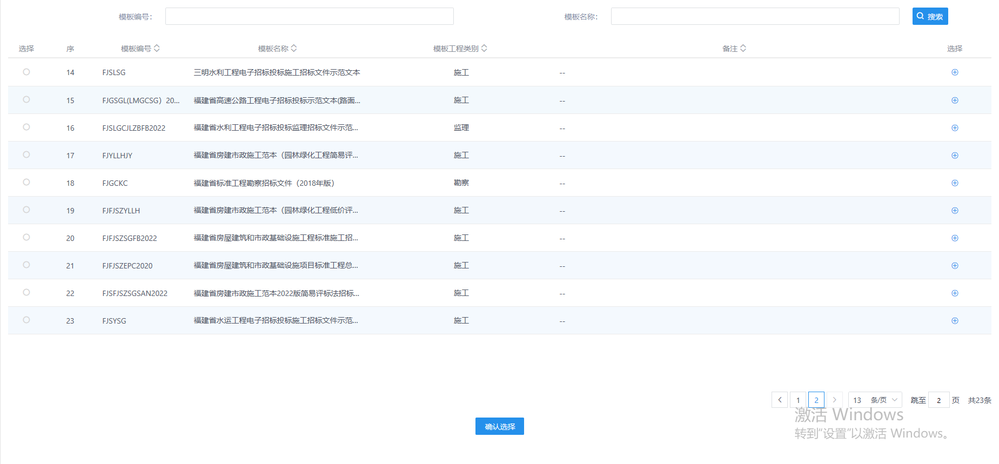 模板编号： 模板名称： 搜索
选择 序 模板编号 模板名称 模板工程类别 备注 选择
14 FJSLSG 三明水利工程电子招标投标施工招标文件示范文本 施工 --
15 FJGSGL(LMGCSG）20... 福建省高速公路工程电子招标投标示范文本(路面... 施工 --
16 FJSLGCJLZBFB2022 福建省水利工程电子招标投标监理招标文件示范... 监理 --
17 FJYLLHJY 福建省房建市政施工范本（园林绿化工程简易评... 施工 --
18 FJGCKC 福建省标准工程勘察招标文件（2018年版） 勘察 --
19 FJFJSZYLLH 福建省房建市政施工范本（园林绿化工程低价评... 施工 --
20 FJFJSZSGFB2022 福建省房屋建筑和市政基础设施工程标准施工招... 施工 --
21 FJFJSZEPC2020 福建省房屋建筑和市政基础设施项目标准工程总... 施工 --
22 FJSFJSZSGSAN2022 福建省房建市政施工范本2022版简易评标法招标... 施工 --
23 FJSYSG 福建省水运工程电子招标投标施工招标文件示范... 施工 --
1 2 13 条/页 跳至 2 页 共23条
激活 Windows
确认选择
转到“设置”以激活 Windows。